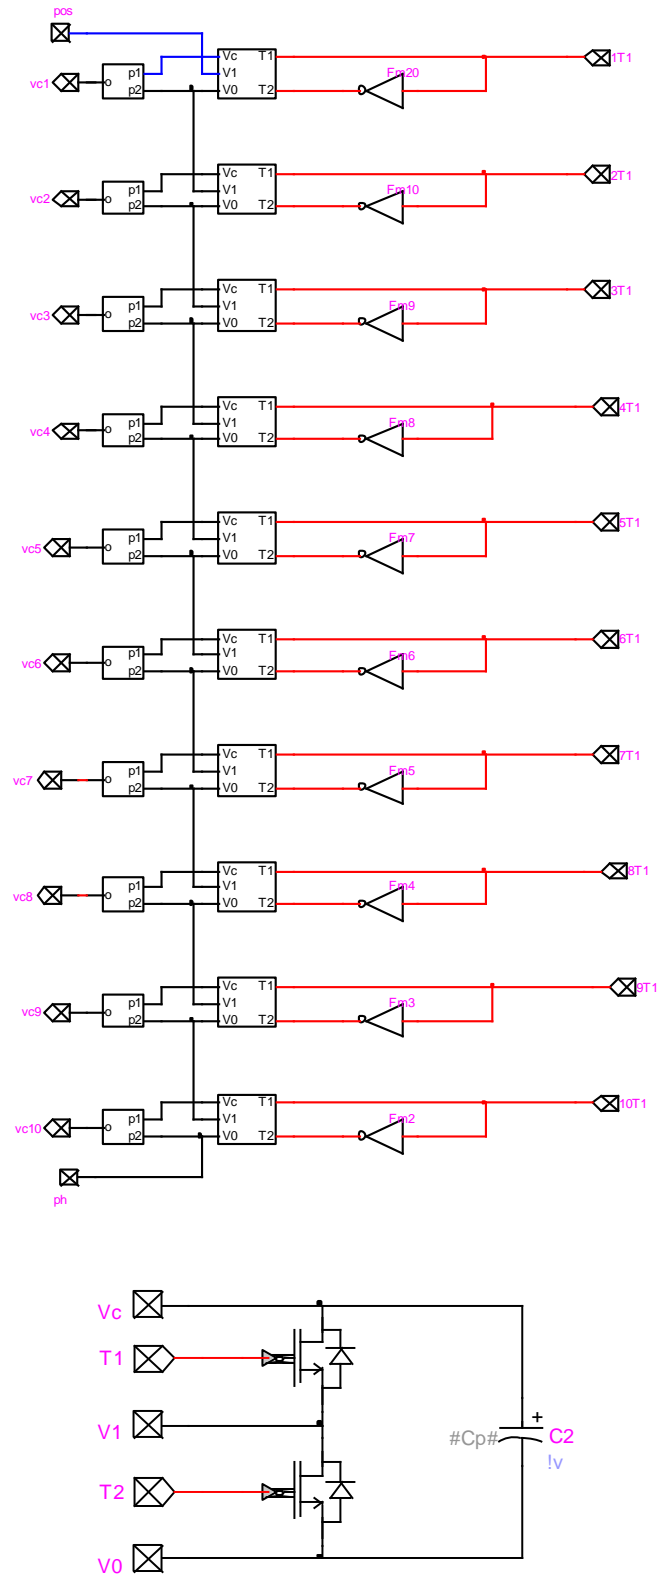 pos
Vc T1
V1 Fm20 1T1
vc1 p1
p2 V0 T2
Vc T1
vc2 p1 V1 Fm10 2T1
p2 V0 T2
Vc T1
vc3 p1 V1 Fm9 3T1
p2 V0 T2
Vc T1
vc4 p1 V1 Fm8 4T1
p2 V0 T2
Vc T1
vc5 p1 V1 Fm7 5T1
p2 V0 T2
Vc T1
vc6 p1 V1 Fm6 6T1
p2 V0 T2
Vc T1
vc7 p1 V1 Fm5 7T1
p2 V0 T2
Vc T1
vc8 p1 V1 Fm4 8T1
p2 V0 T2
Vc T1
vc9 p1 V1 Fm3 9T1
p2 V0 T2
Vc T1
vc10 p1 V1 Fm2 10T1
p2 V0 T2
ph
Vc
T1
V1 + 
#Cp# C2
!v
T2
V0